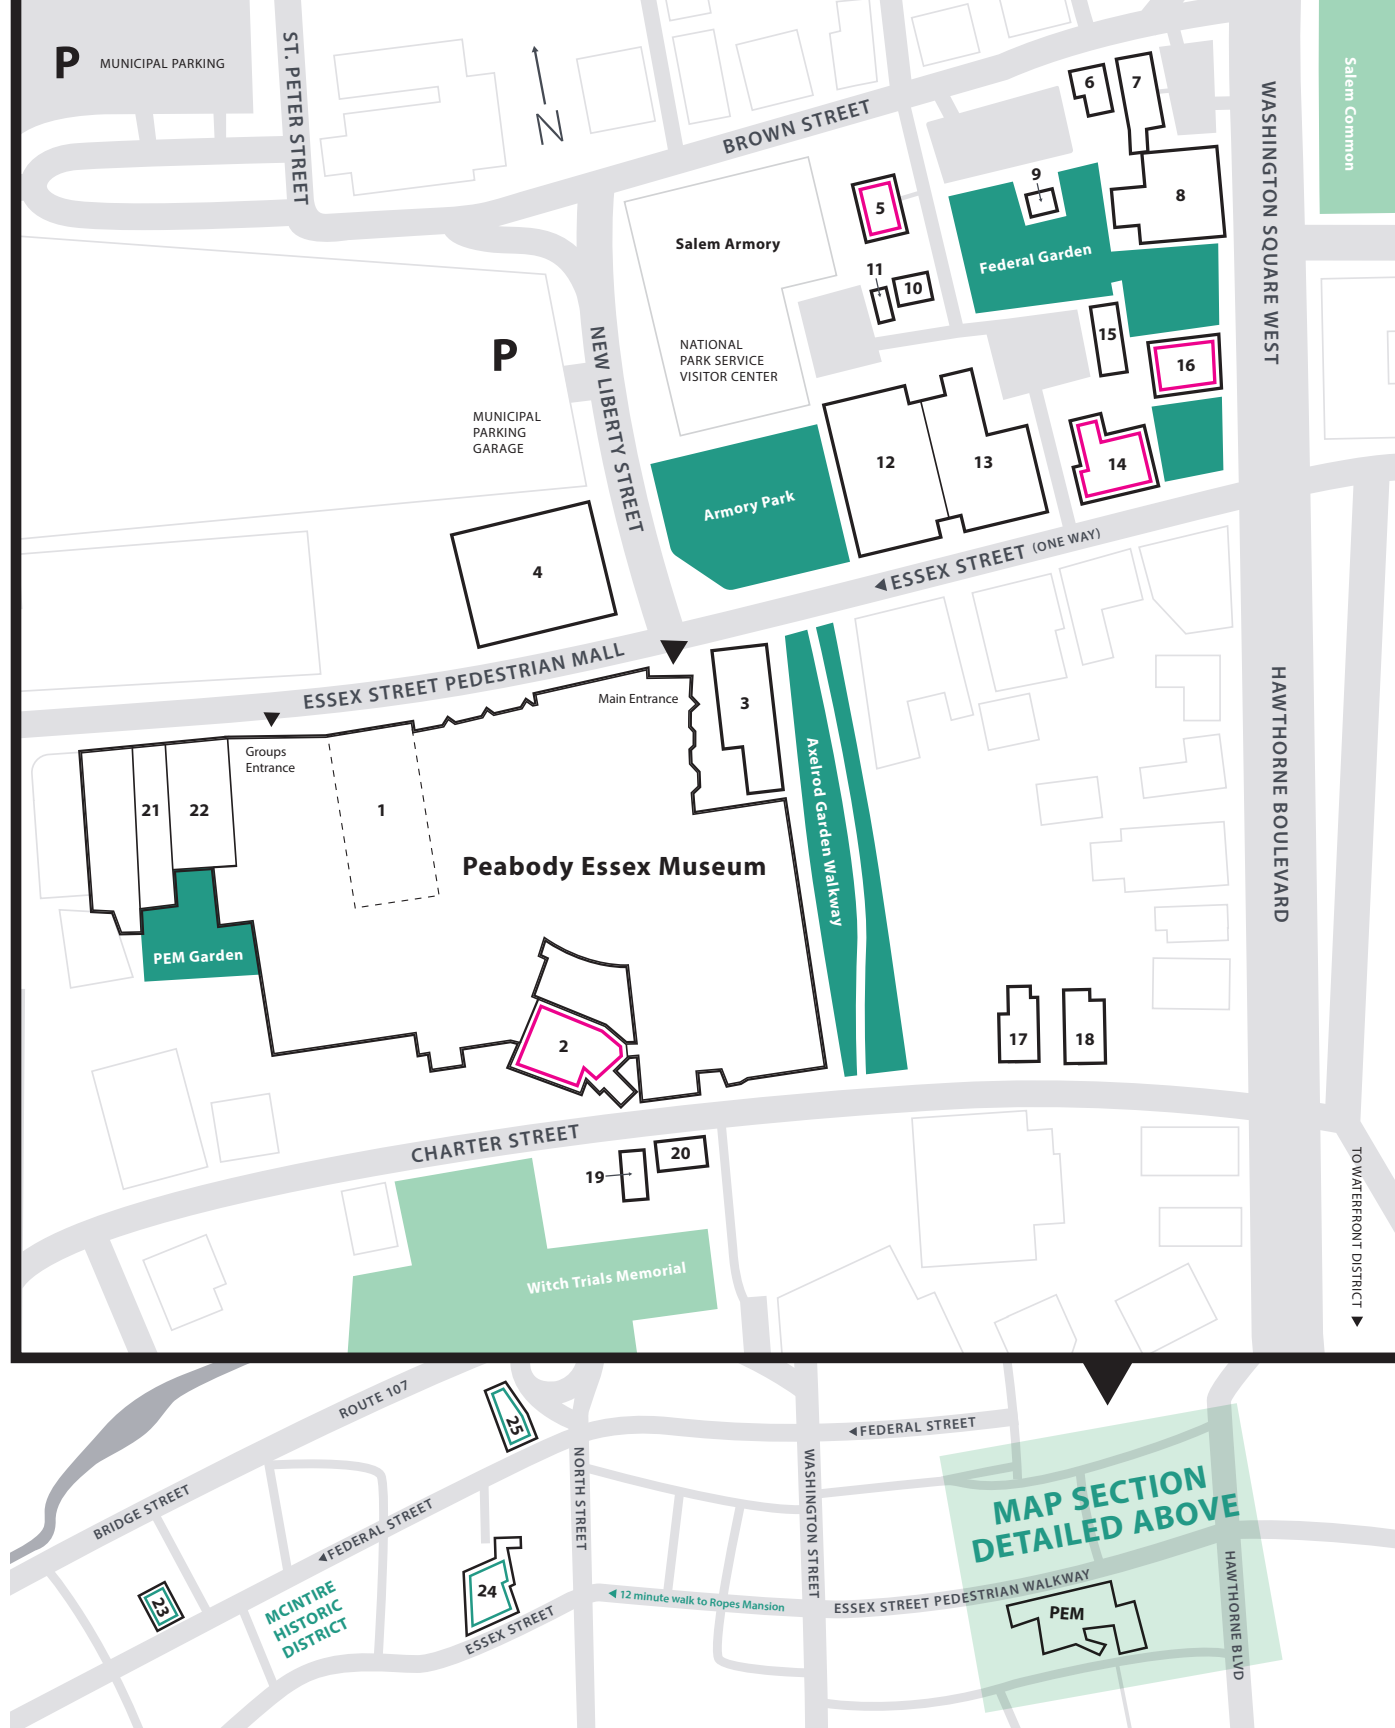 P MUNICIPAL PARKING
ST. PETER STREET
N
BROWN STREET
WASHINGTON SQUARE WEST
Salem Common
6
7
9
8
5
Salem Armory
Federal Garden
11
10
NATIONAL
PARK SERVICE
VISITOR CENTER
15
16
P
MUNICIPAL
PARKING
GARAGE
NEW LIBERTY STREET
12
13
14
Armory Park
ESSEX STREET (ONE WAY)
4
ESSEX STREET PEDESTRIAN MALL
Main Entrance
3
HAWTHORNE BOULEVARD
Groups
Entrance
21
22
1
Axelrod Garden Walkway
Peabody Essex Museum
PEM Garden
2
17
18
CHARTER STREET
19
20
TO WATERFRONT DISTRICT
Witch Trials Memorial
ROUTE 107
25
FEDERAL STREET
NORTH STREET
WASHINGTON STREET
MAP SECTION
DETAILED ABOVE
BRIDGE STREET
FEDERAL STREET
23
MCINTIRE
HISTORIC
DISTRICT
24
ESSEX STREET
12 minute walk to Ropes Mansion
ESSEX STREET PEDESTRIAN WALKWAY
PEM
HAWTHORNE BLVD